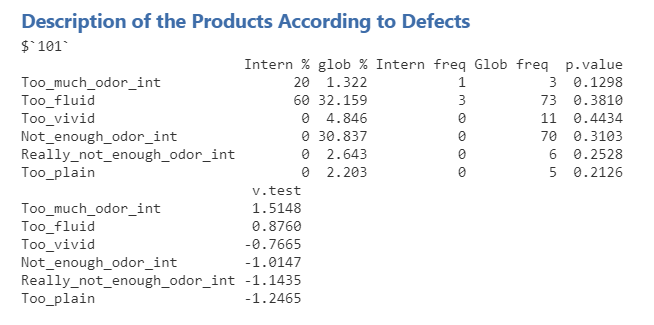 Description of the Products According to Defects
$`101`
Intern % glob % Intern freq Glob freq p.value
Too_much_odor_int 20 1.322 1 3 0.1298
Too_fluid 60 32.159 3 73 0.3810
Too_vivid 0 4.846 0 11 0.4434
Not_enough_odor_int 0 30.837 0 70 0.3103
Really_not_enough_odor_int 0 2.643 0 6 0.2528
Too_plain 0 2.203 0 5 0.2126
v.test
Too_much_odor_int 1.5148
Too_fluid 0.8760
Too_vivid -0.7665
Not_enough_odor_int -1.0147
Really_not_enough_odor_int -1.1435
Too_plain -1.2465